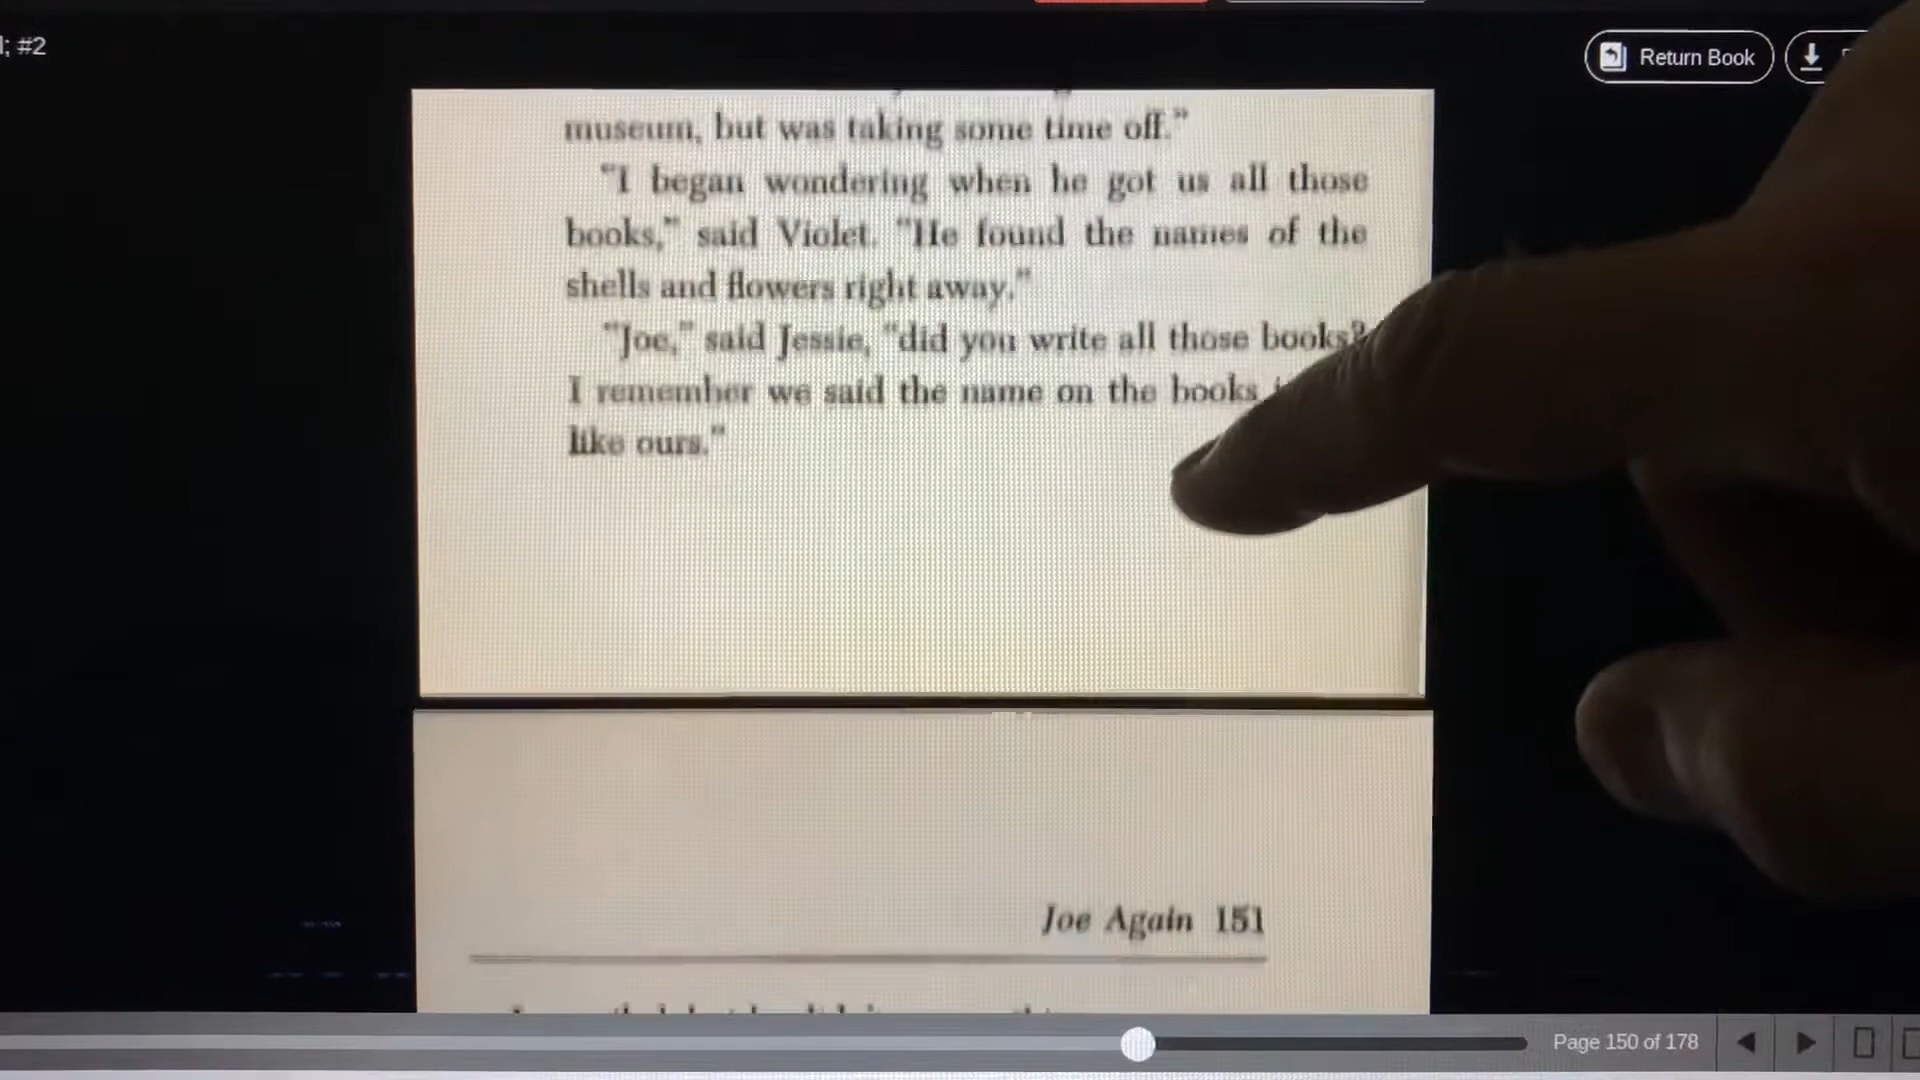 ; #2
Return Book
museum, but was taking some time off."
"I began wondering when he got us all those
books," said Violet. "He found the names of the
shells and flowers right away."
"Joe," said Jessie, "did you write all those books?
I remember we said the name on the books
like ours."
Joe Again 151
Page 150 of 178